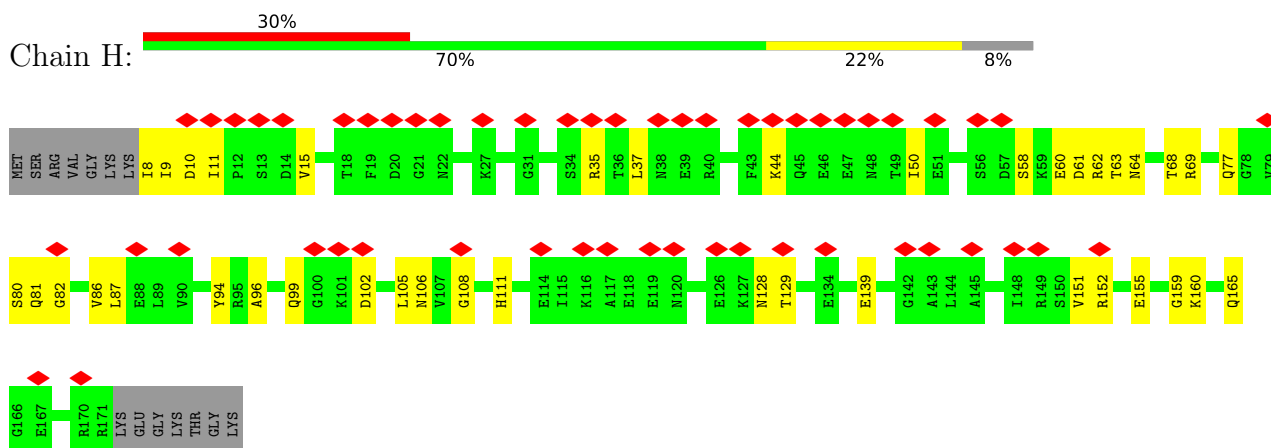 30%
Chain H:
70% 22% 8%
MET SER ARG VAL GLY LYS LYS I8 I9 D10 I11 P12 S13 D14 V15 T18 F19 D20 G21 N22 K27 G31 S34 R35 T36 L37 N38 E39 R40 F43 K44 Q45 E46 E47 N48 T49 I50 E51 S56 D57 S58 K59 E60 D61 R62 T63 N64 T68 R69 Q77 G78 V79
S80 Q81 G82 V86 L87 E88 L89 V90 Y94 R95 A96 Q99 G100 K101 D102 L105 N106 V107 G108 H111 E114 I115 K116 A117 E118 E119 N120 E126 K127 N128 T129 E134 E139 G142 A143 L144 A145 I148 R149 S150 V151 R152 E155 G159 K160 Q165
G166 E167 R170 R171 LYS GLU GLY LYS THR GLY LYS